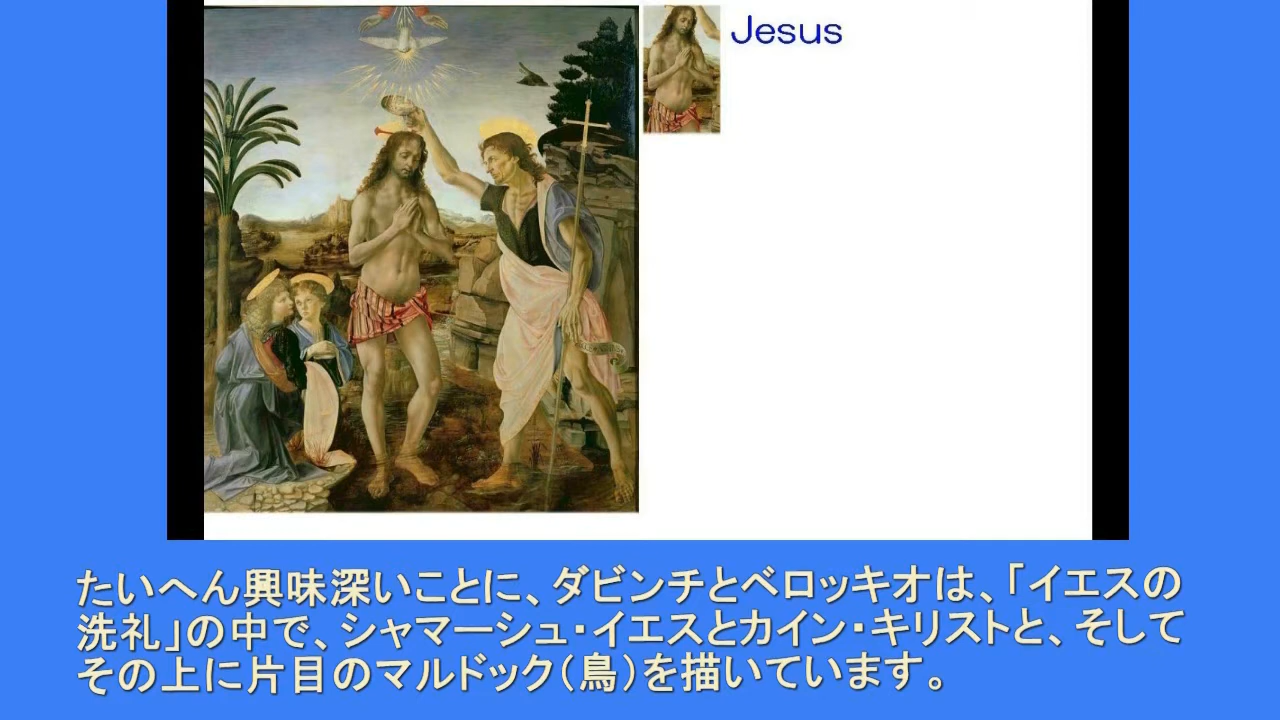 Jesus
たいへん興味深いことに、ダビンチとベロッキオは、「イエスの
洗礼」の中で、シャマーシュ・イエスとカイン・キリストと、そして
その上に片目のマルドック(鳥)を描いています。